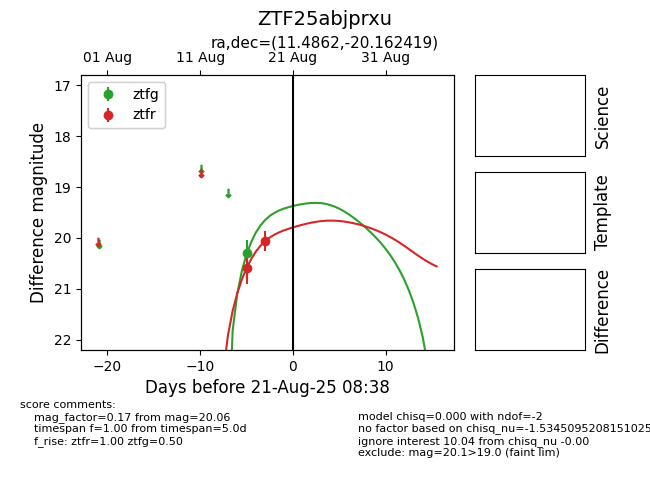 ZTF25abjprxu
ra,dec=(11.4862,-20.162419)
01 Aug 11 Aug 21 Aug 31 Aug
ztfg
ztfr
17
18
19
20
21
22
Difference magnitude
−20 −10 0 10
Days before 21-Aug-25 08:38
Science
Template
Difference
score comments:
mag_factor=0.17 from mag=20.06
timespan f=1.00 from timespan=5.0d
f_rise: ztfr=1.00 ztfg=0.50
model chisq=0.000 with ndof=-2
no factor based on chisq_nu=-1.5345095208151025
ignore interest 10.04 from chisq_nu -0.00
exclude: mag=20.1>19.0 (faint lim)